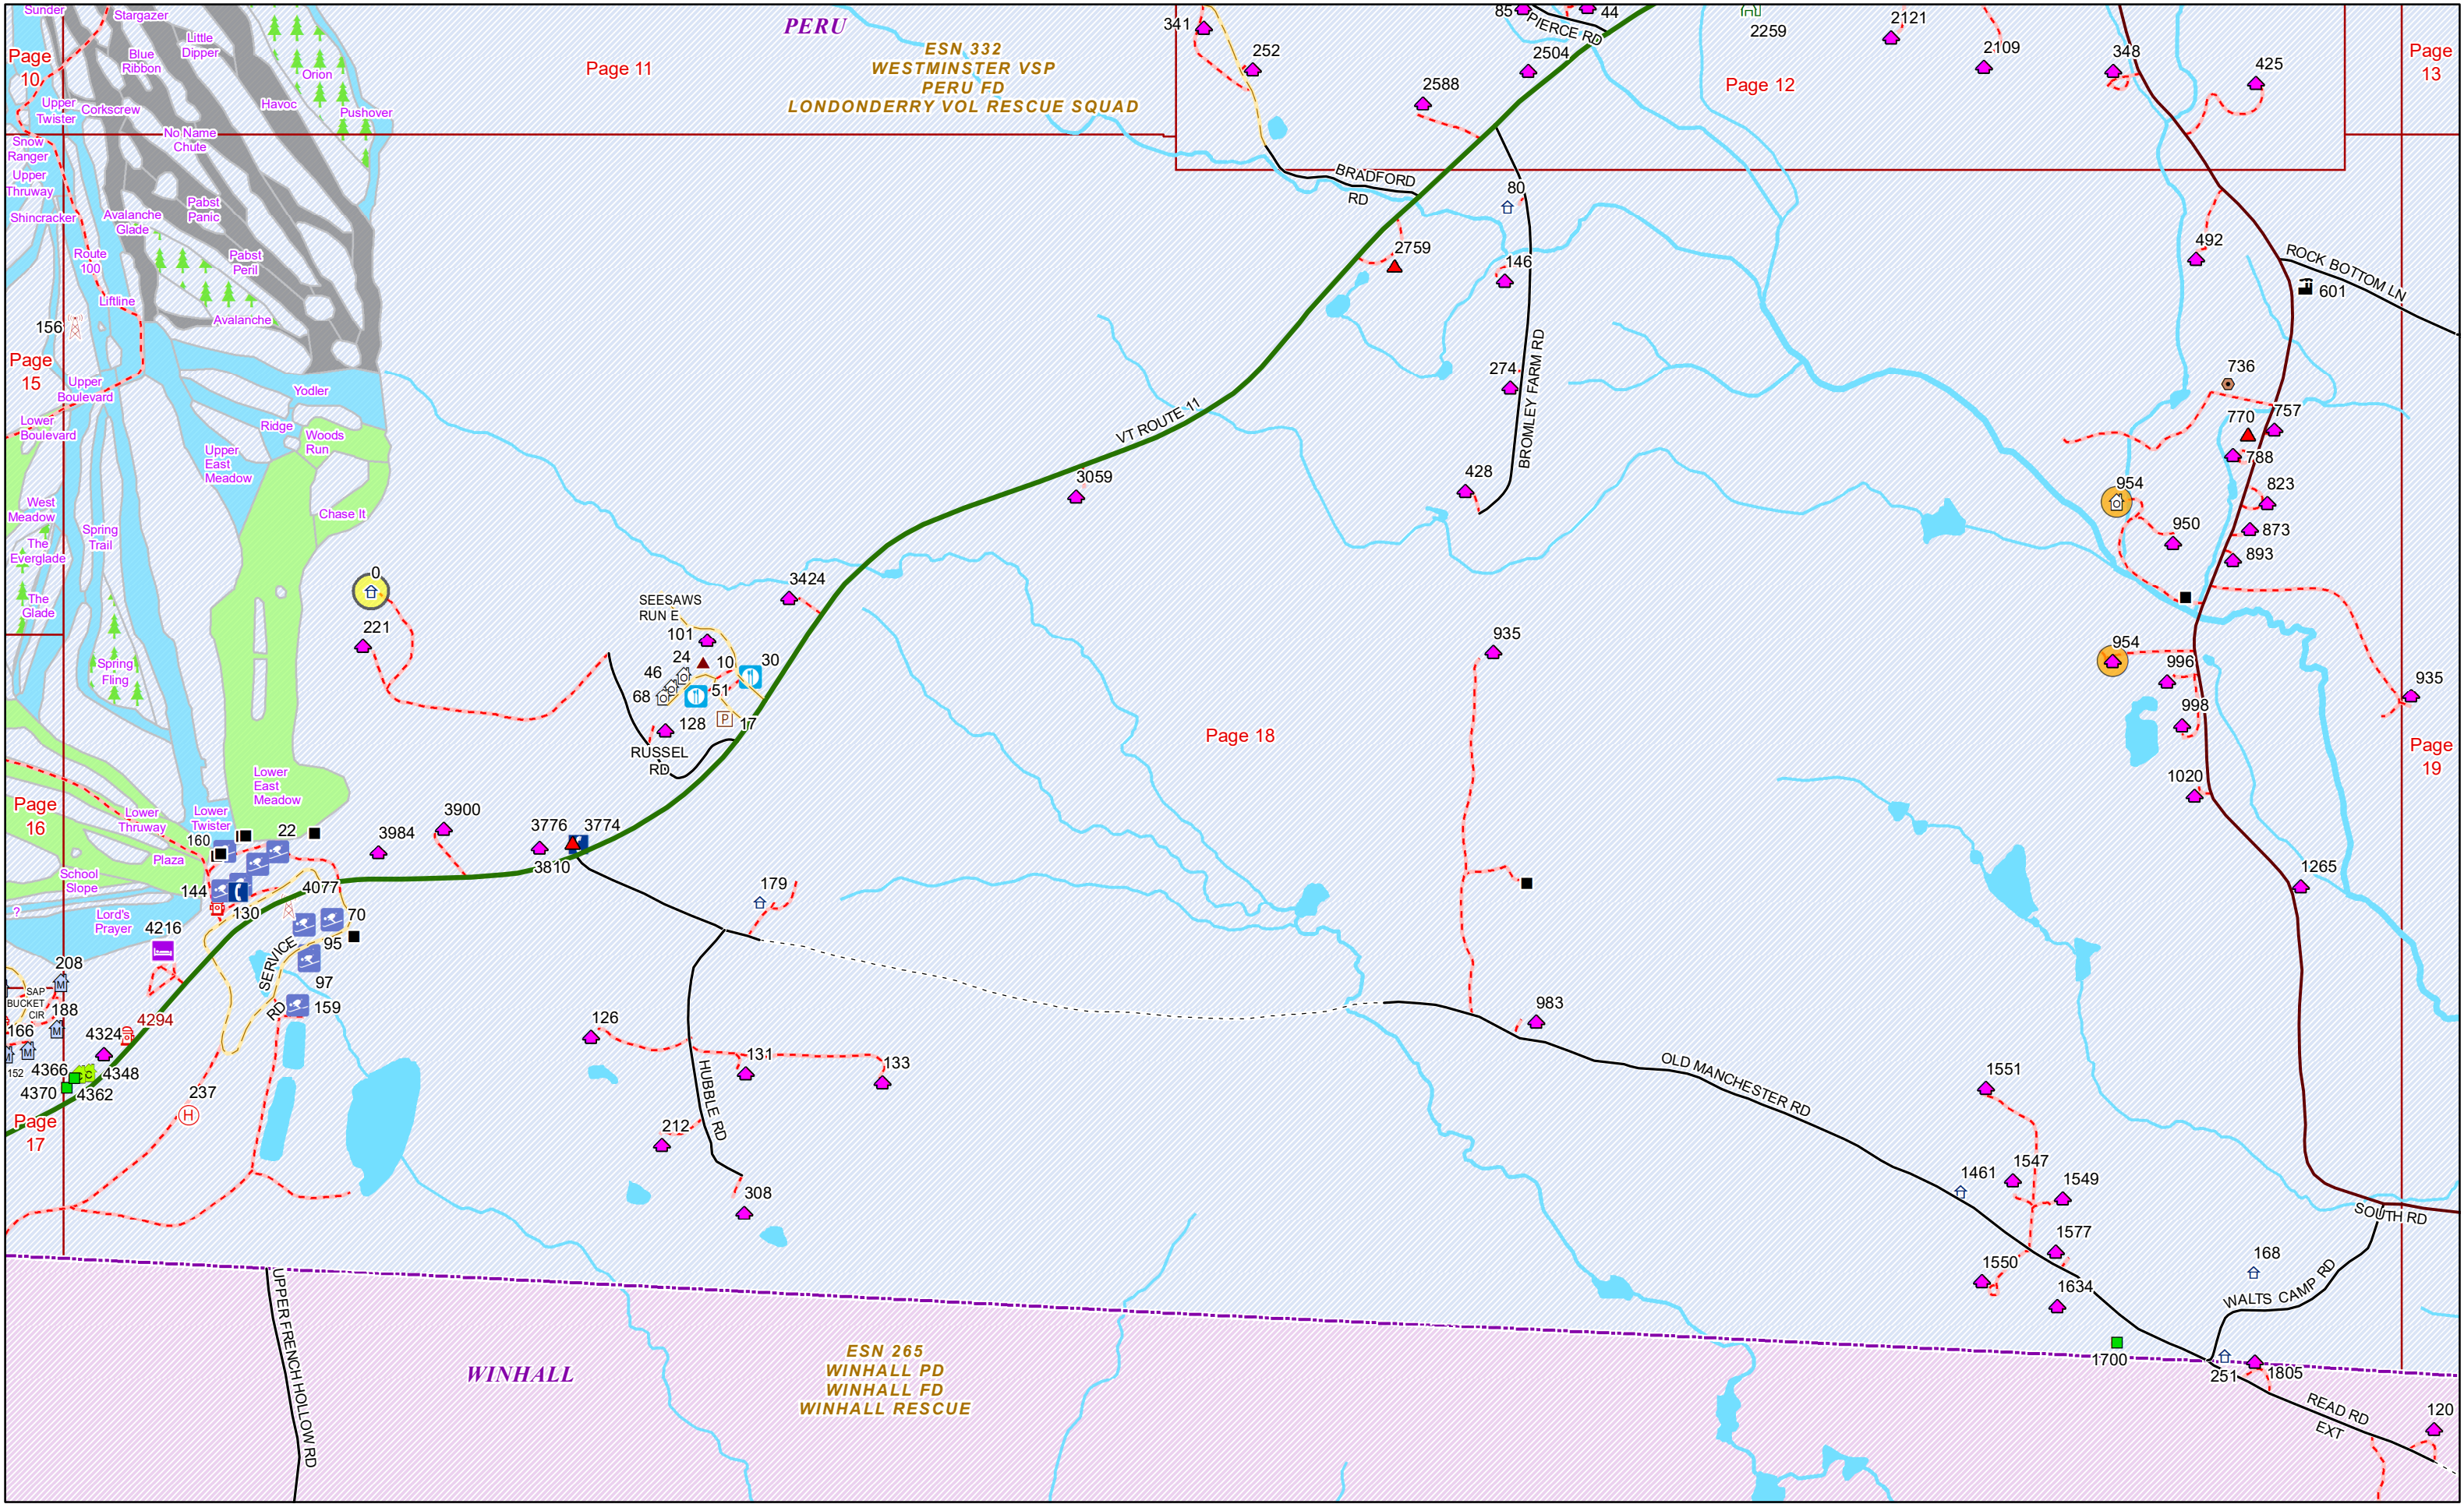 Sunder
Stargazer
Little
Dipper
Blue
Ribbon
Page
10
Orion
Upper
Twister
Corkscrew
Havoc
Pushover
No Name
Chute
Snow
Ranger
Upper
Thruway
Shincracker
Avalanche
Glade
Pabst
Panic
Route
100
Pabst
Peril
Liftline
Avalanche
156
Page
15
Upper
Boulevard
Yodler
Lower
Boulevard
Ridge
Woods
Run
Upper
East
Meadow
West
Meadow
Chase It
Spring
Trail
The
Everglade
The
Glade
Spring
Fling
PERU
Page 11
ESN 332
WESTMINSTER VSP
PERU FD
LONDONDERRY VOL RESCUE SQUAD
341
252
85
44
PIERCE RD
2504
2588
2259
Page 12
2121
2109
348
425
Page
13
BRADFORD
RD
80
2759
146
274
BROMLEY FARM RD
428
VT ROUTE 11
3059
492
ROCK BOTTOM LN
601
736
770
757
788
823
954
950
873
893
954
996
998
935
1020
1265
Page
19
0
221
3424
SEESAWS
RUN E
101
24
10
30
46
68
51
P
17
128
RUSSEL
RD
935
Page 18
Page
16
Lower
Thruway
Lower
Twister
Lower
East
Meadow
160
22
Plaza
School
Slope
144
130
4077
?
Lord's
Prayer
4216
3984
3900
3776
3774
3810
70
95
97
159
SERVICE
RD
208
SAP
BUCKET
CIR
188
M
M
M
M
166
152
4324
4294
4366
C
4348
4370
4362
Page
17
237
H
179
126
131
133
HUBBLE RD
212
308
983
OLD MANCHESTER RD
1551
1461
1547
1549
1577
1550
1634
1700
168
WALTS CAMP RD
SOUTH RD
251
1805
READ RD
EXT
120
UPPER FRENCH HOLLOW RD
WINHALL
ESN 265
WINHALL PD
WINHALL FD
WINHALL RESCUE